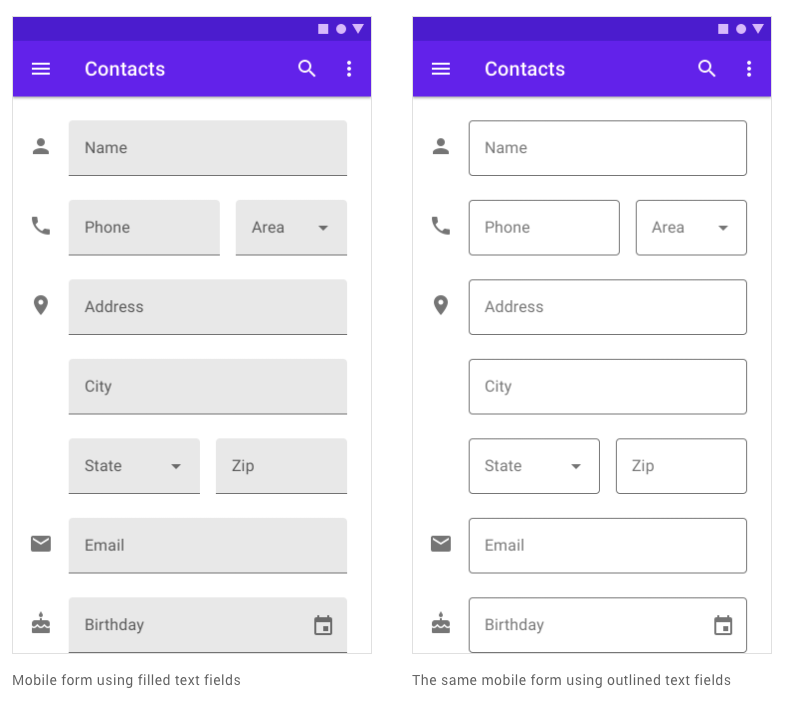 Contacts
Name
Phone Area
Address
City
State Zip
Email
Birthday
Mobile form using filled text fields
Contacts
Name
Phone Area
Address
City
State Zip
Email
Birthday
The same mobile form using outlined text fields